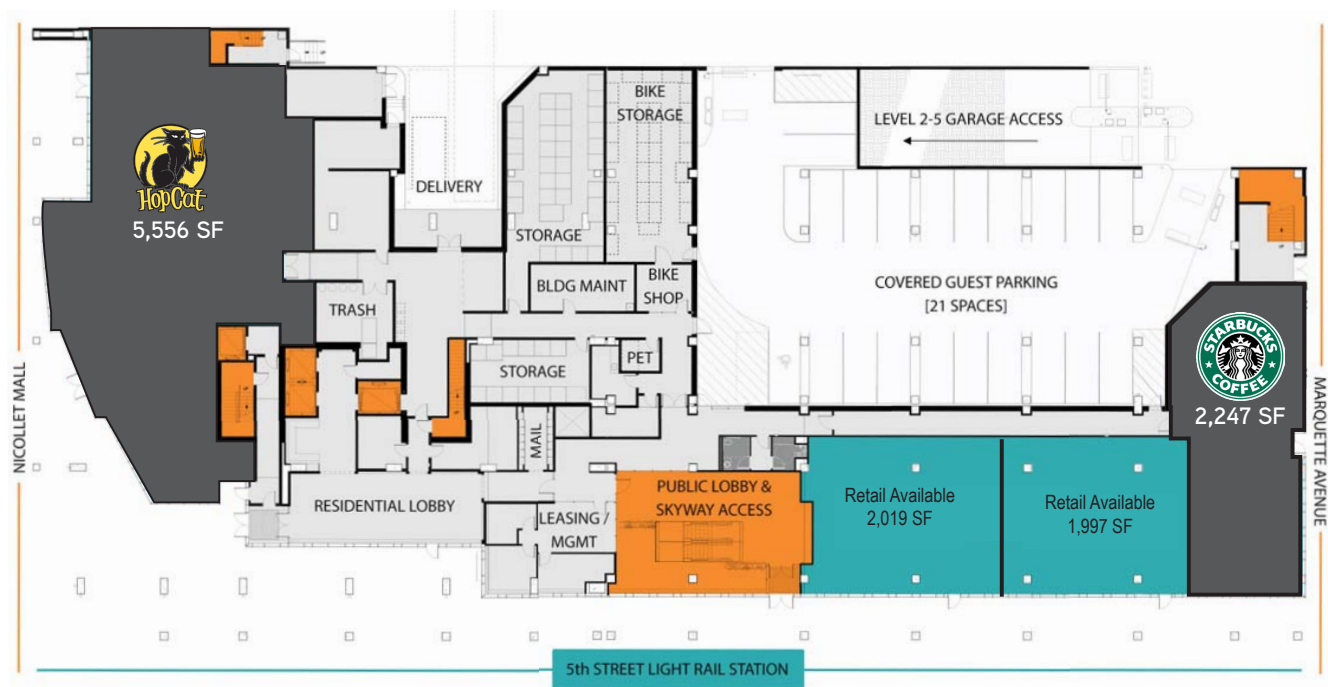 BIKE
STORAGE
LEVEL 2-5 GARAGE ACCESS
HopCat
5,556 SF
DELIVERY
STORAGE
BLDG MAINT
BIKE
SHOP
COVERED GUEST PARKING
[21 SPACES]
TRASH
STORAGE
PET
STARBUCKS
COFFEE
2,247 SF
NICOLLET MALL
MARQUETTE AVENUE
MAIL
RESIDENTIAL LOBBY
LEASING /
MGMT
PUBLIC LOBBY &
SKYWAY ACCESS
Retail Available
2,019 SF
Retail Available
1,997 SF
5th STREET LIGHT RAIL STATION